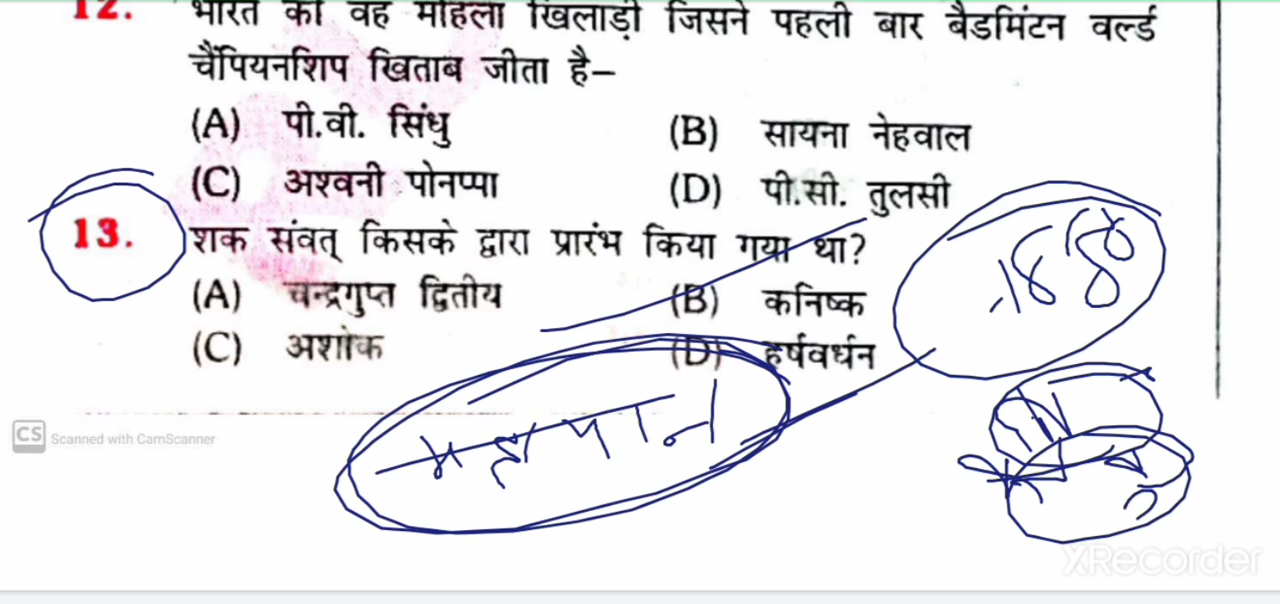 12. भारत की वह महिला खिलाड़ी जिसने पहली बार बैडमिंटन वर्ल्ड
चैंपियनशिप खिताब जीता है–
(A) पी.वी. सिंधु (B) सायना नेहवाल
(C) अश्वनी पोनप्पा (D) पी.सी. तुलसी
13. शक संवत् किसके द्वारा प्रारंभ किया गया था?
(A) चन्द्रगुप्त द्वितीय (B) कनिष्क
(C) अशोक (D) हर्षवर्धन
CS Scanned with CamScanner
XRecorder